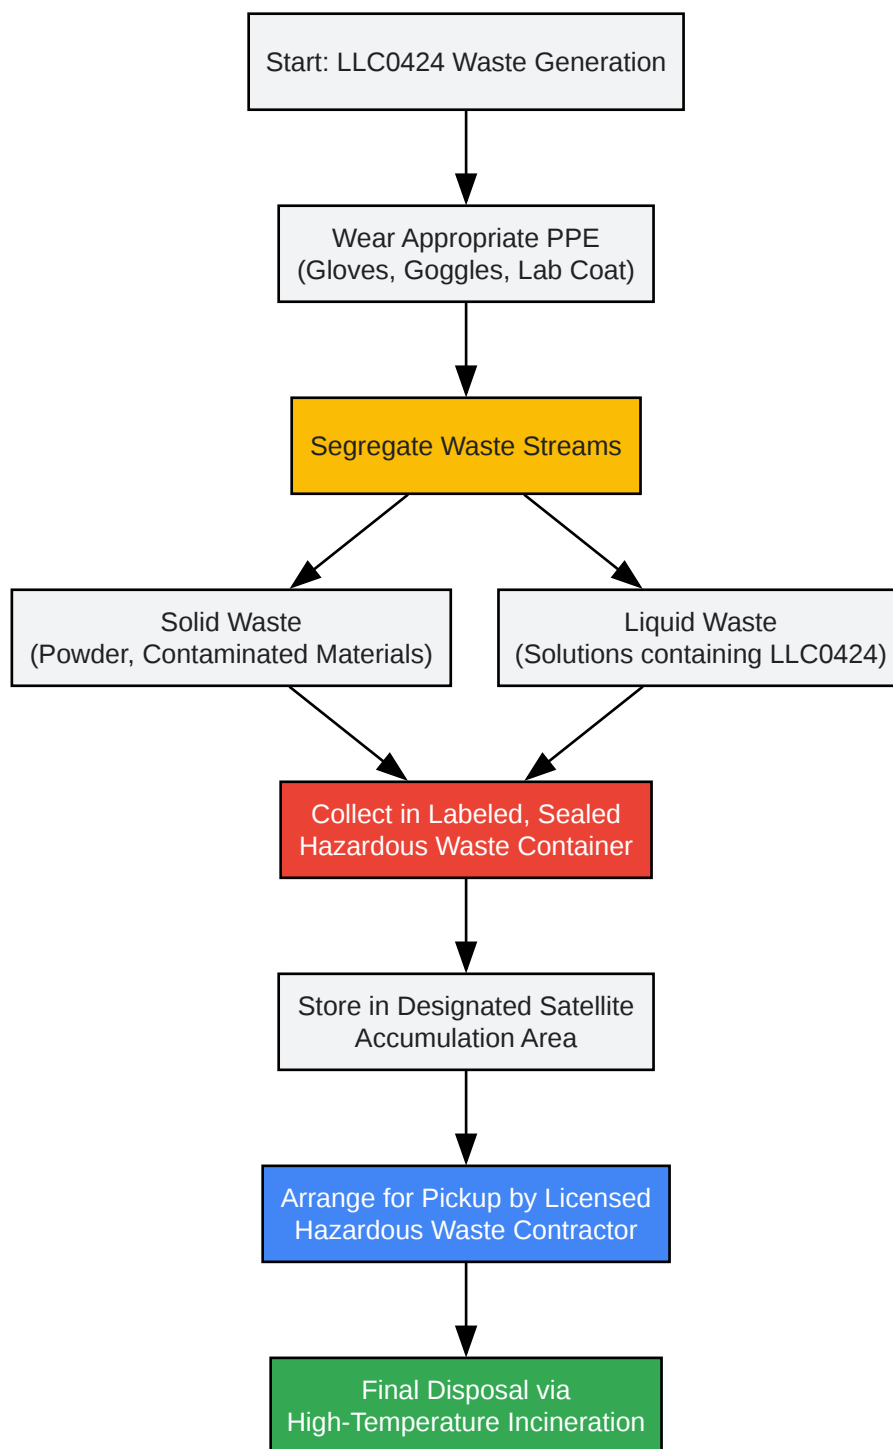 Start: LLC0424 Waste Generation
Wear Appropriate PPE
(Gloves, Goggles, Lab Coat)
Segregate Waste Streams
Solid Waste
(Powder, Contaminated Materials)
Liquid Waste
(Solutions containing LLC0424)
Collect in Labeled, Sealed
Hazardous Waste Container
Store in Designated Satellite
Accumulation Area
Arrange for Pickup by Licensed
Hazardous Waste Contractor
Final Disposal via
High-Temperature Incineration